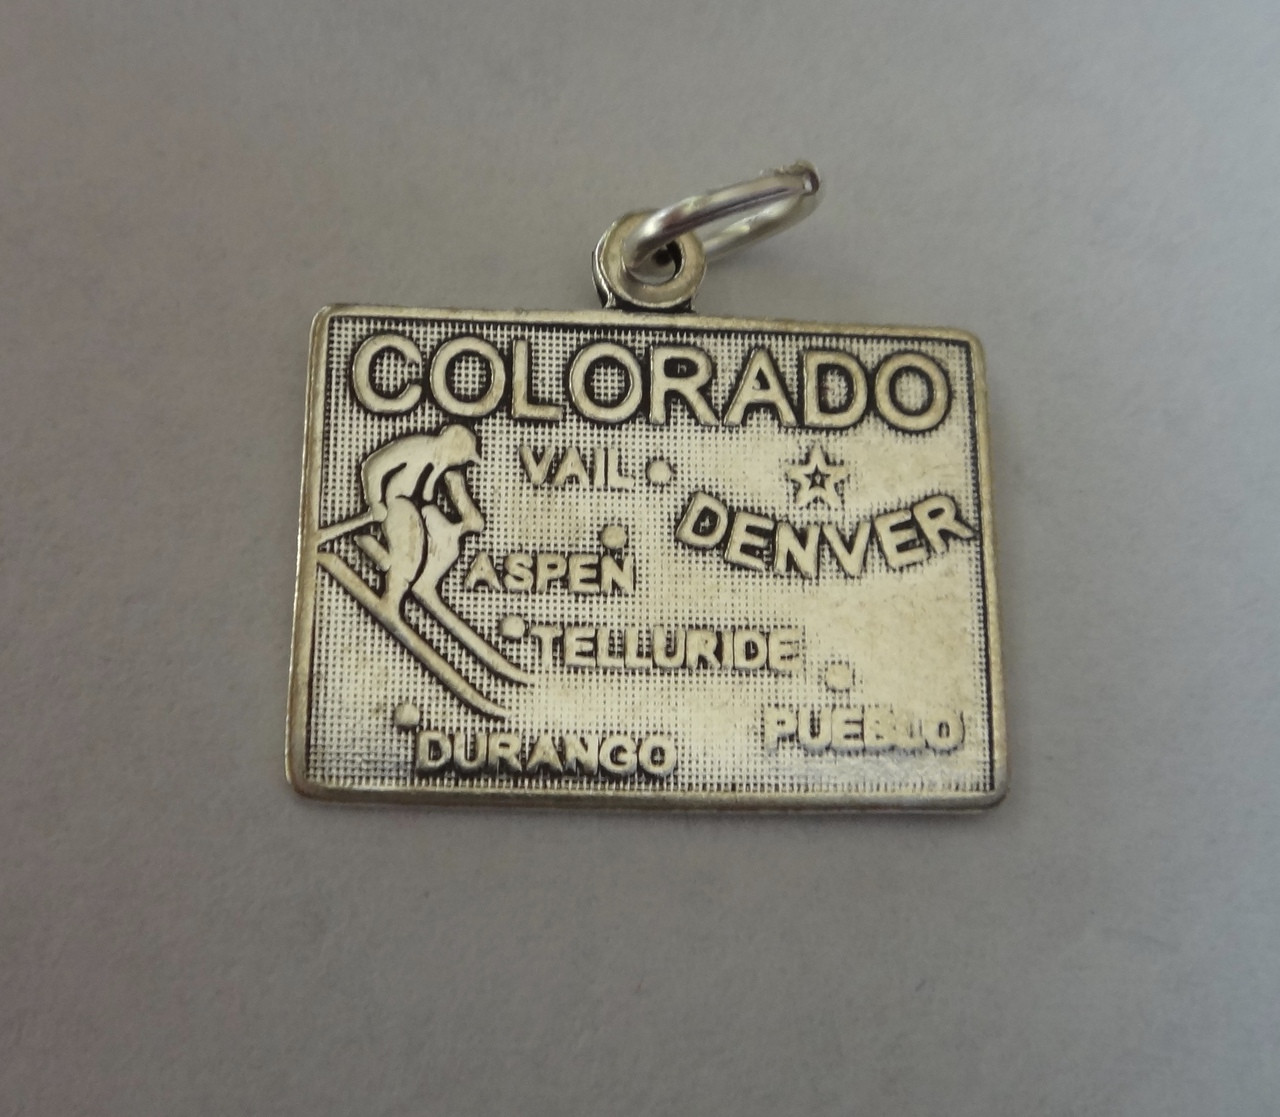 COLORADO
VAIL
DENVER
ASPEN
TELLURIDE
PUEBLO
DURANGO